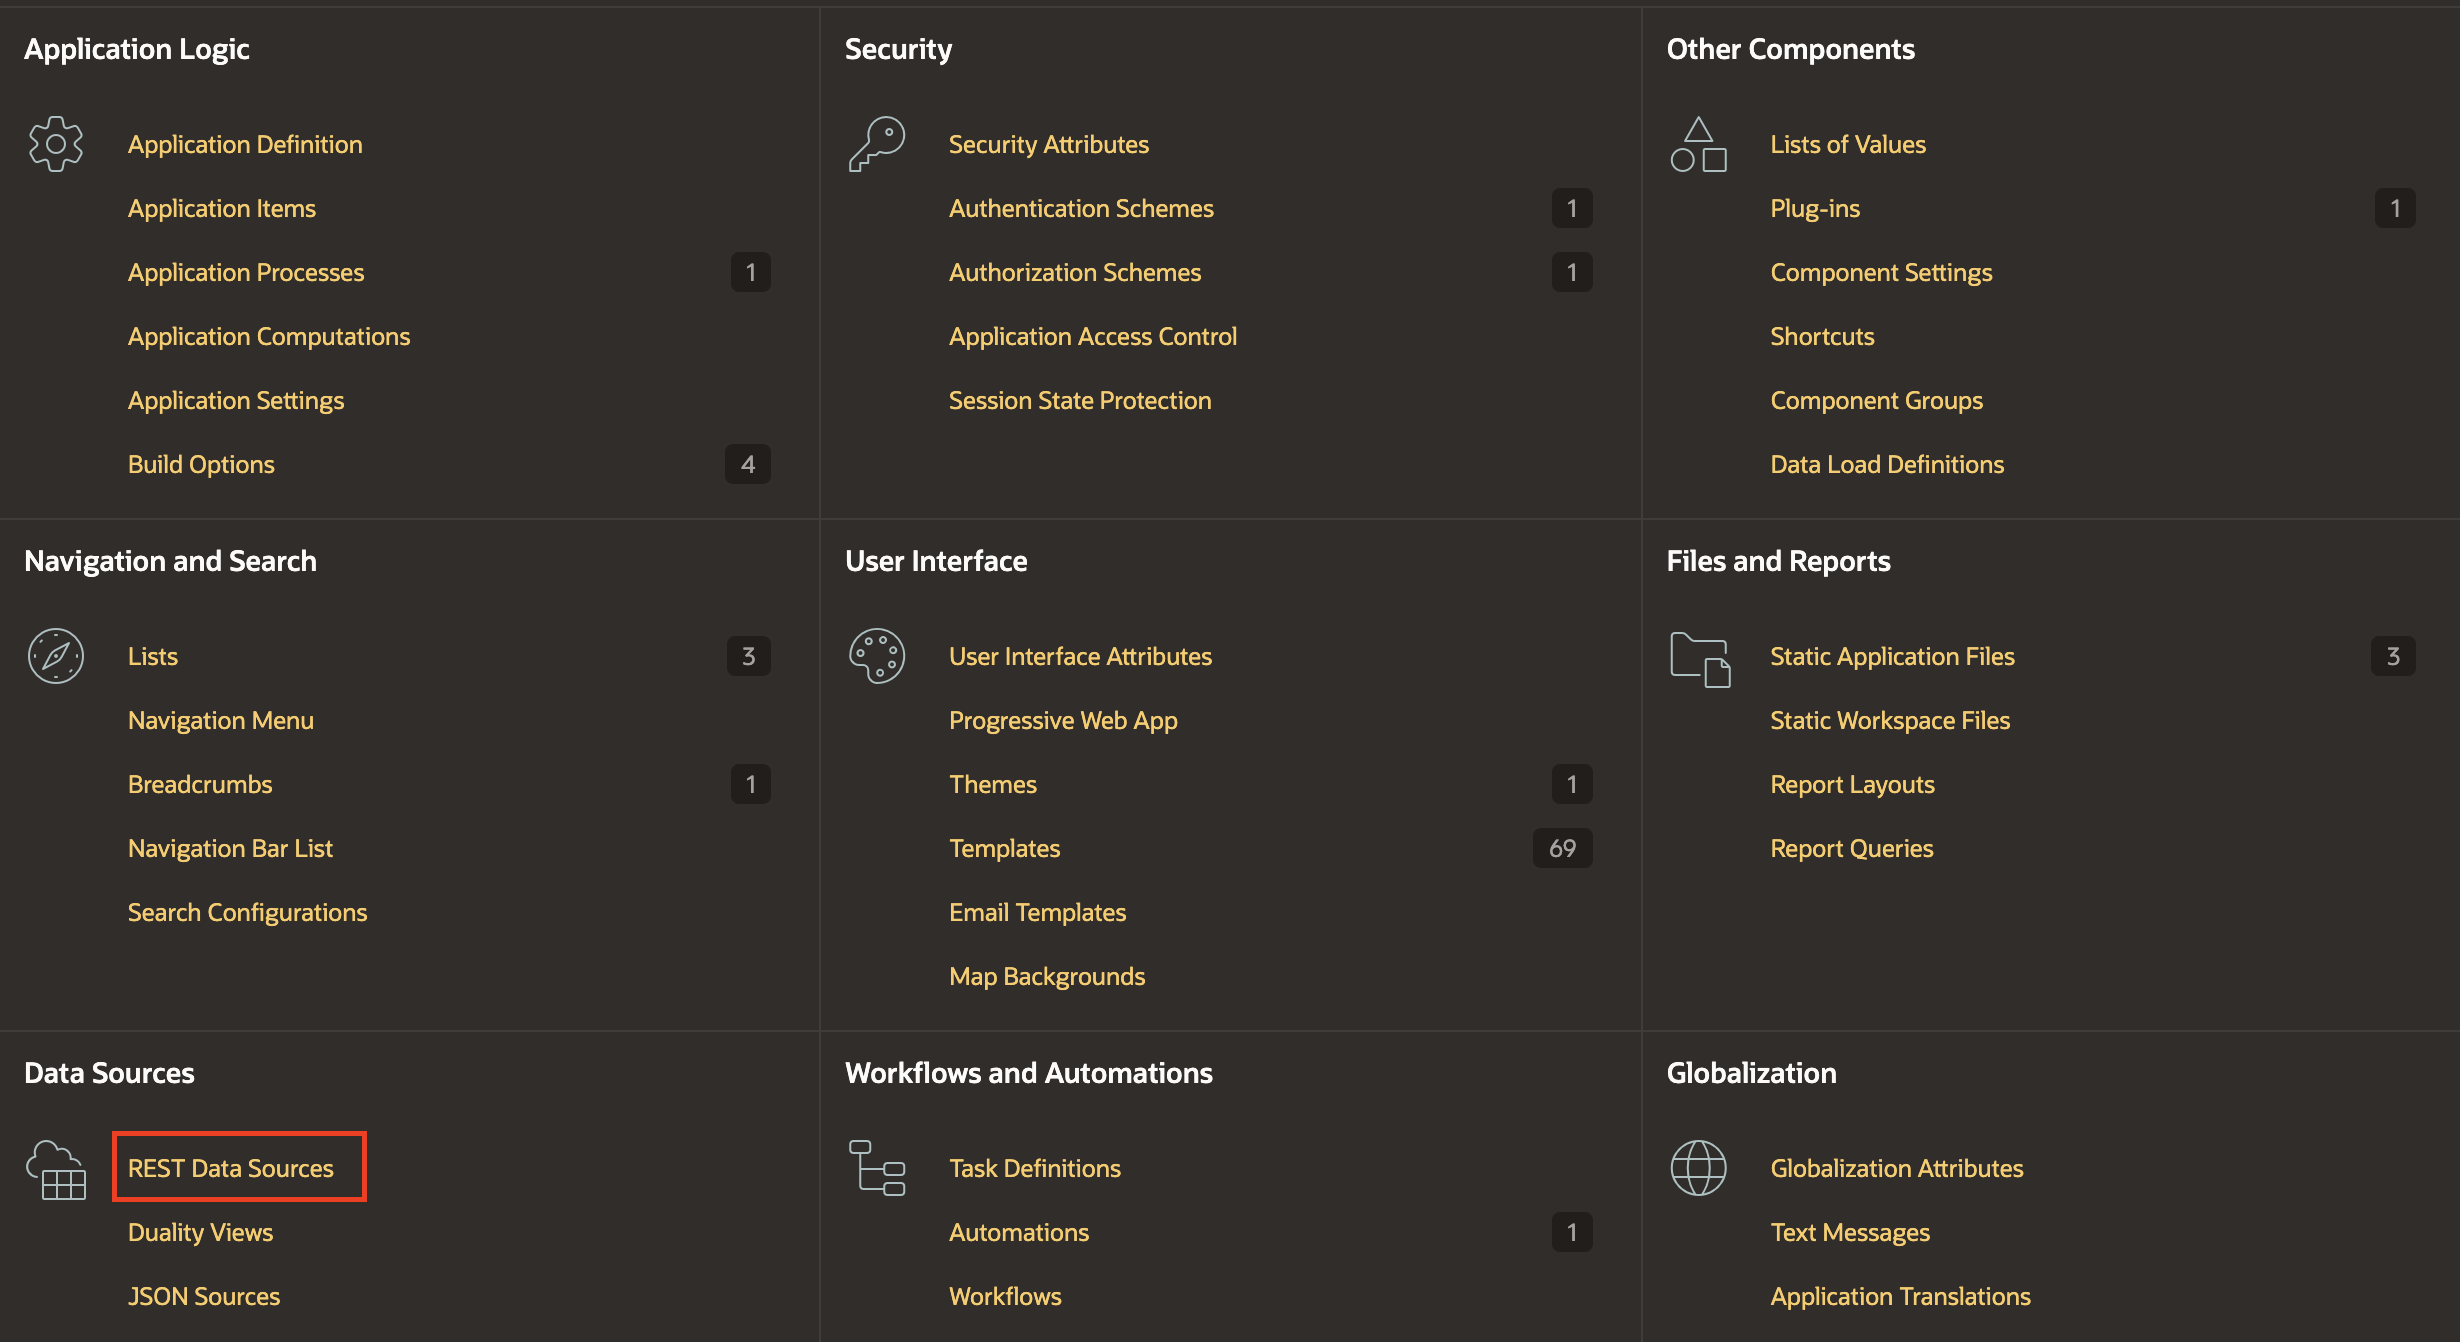 Application Logic
Application Definition
Application Items
Application Processes 1
Application Computations
Application Settings
Build Options 4
Security
Security Attributes
Authentication Schemes 1
Authorization Schemes 1
Application Access Control
Session State Protection
Other Components
Lists of Values
Plug-ins 1
Component Settings
Shortcuts
Component Groups
Data Load Definitions
Navigation and Search
Lists 3
Navigation Menu
Breadcrumbs 1
Navigation Bar List
Search Configurations
User Interface
User Interface Attributes
Progressive Web App
Themes 1
Templates 69
Email Templates
Map Backgrounds
Files and Reports
Static Application Files 3
Static Workspace Files
Report Layouts
Report Queries
Data Sources
REST Data Sources
Duality Views
JSON Sources
Workflows and Automations
Task Definitions
Automations 1
Workflows
Globalization
Globalization Attributes
Text Messages
Application Translations